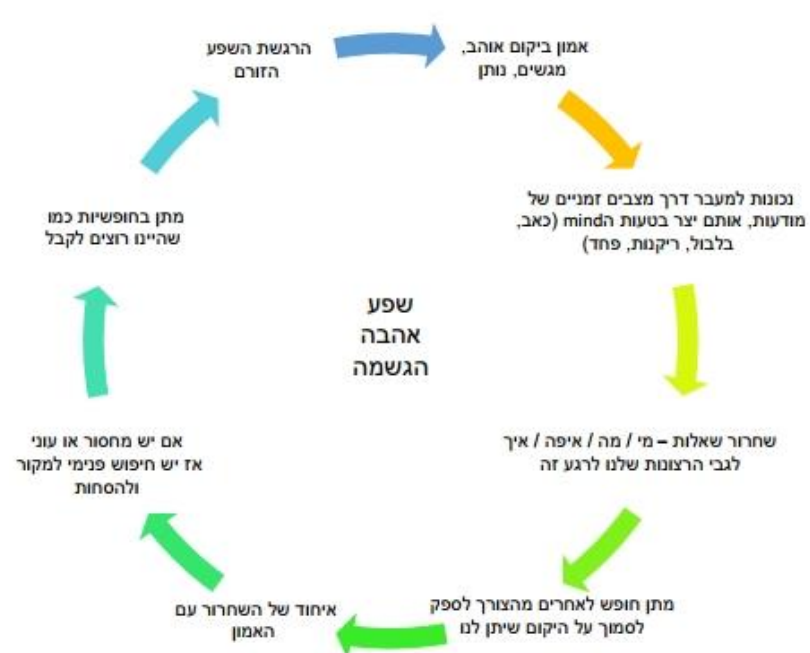 הרגשת השפע
הזורם
אמון ביקום אוהב,
מגשים, נותן
נכונות למעבר דרך מצבים זמניים של
מודעות, אותם יצר בטעות הmind (כאב,
בלבול, ריקנות, פחד)
שחרור שאלות – מי / מה / איפה / איך
לגבי הרצונות שלנו לרגע זה
מתן חופש לאחרים מהצורך לספק
לסמוך על היקום שיתן לנו
איחוד של השחרור עם
האמון
אם יש מחסור או עוני
אז יש חיפוש פנימי למקור
ולהסחות
מתן בחופשיות כמו
שהיינו רוצים לקבל
שפע
אהבה
הגשמה